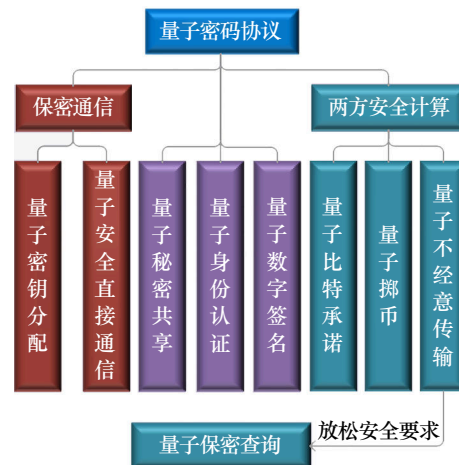 量子密码协议
保密通信
两方安全计算
量子密钥分配
量子安全直接通信
量子秘密共享
量子身份认证
量子数字签名
量子比特承诺
量子掷币
量子不经意传输
放松安全要求
量子保密查询